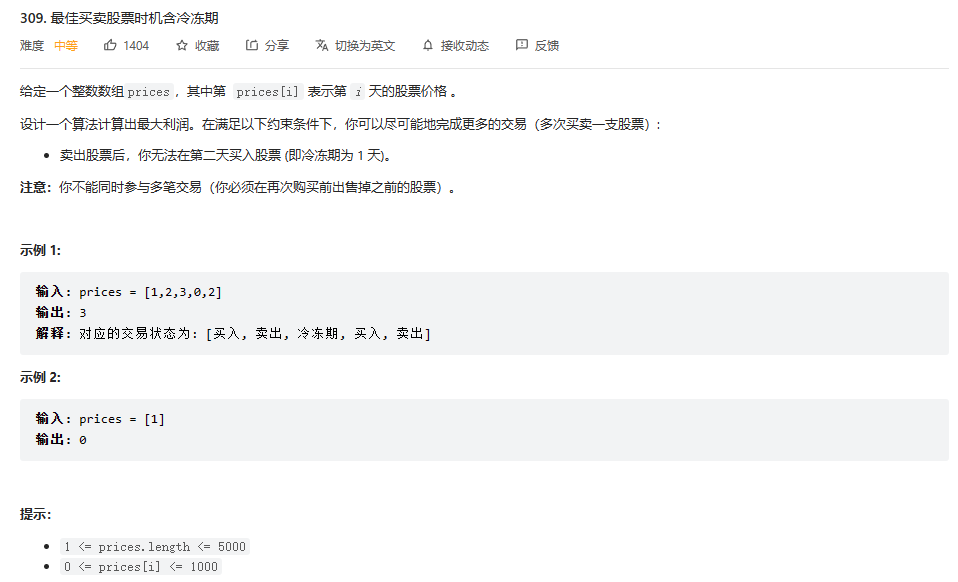 309. 最佳买卖股票时机含冷冻期
难度 中等 1404 收藏 分享 切换为英文 接收动态 反馈
给定一个整数数组 prices ，其中第 prices[i] 表示第 i 天的股票价格 。
设计一个算法计算出最大利润。在满足以下约束条件下，你可以尽可能地完成更多的交易（多次买卖一支股票）:
• 卖出股票后，你无法在第二天买入股票 (即冷冻期为 1 天)。
注意：你不能同时参与多笔交易（你必须在再次购买前出售掉之前的股票）。
示例 1:
输入: prices = [1,2,3,0,2]
输出: 3
解释: 对应的交易状态为: [买入, 卖出, 冷冻期, 买入, 卖出]
示例 2:
输入: prices = [1]
输出: 0
提示：
• 1 <= prices.length <= 5000
• 0 <= prices[i] <= 1000